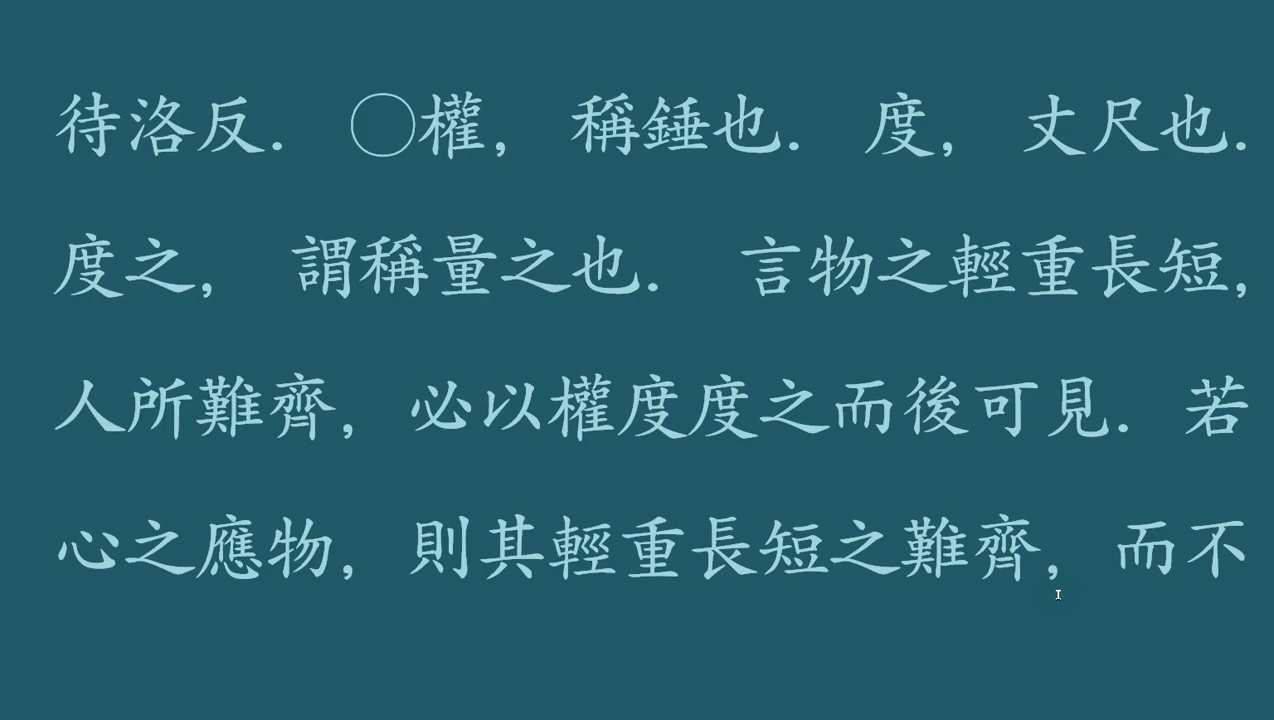 待洛反. ○權, 稱錘也. 度, 丈尺也.
度之, 謂稱量之也. 言物之輕重長短,
人所難齊, 必以權度度之而後可見. 若
心之應物, 則其輕重長短之難齊, 而不